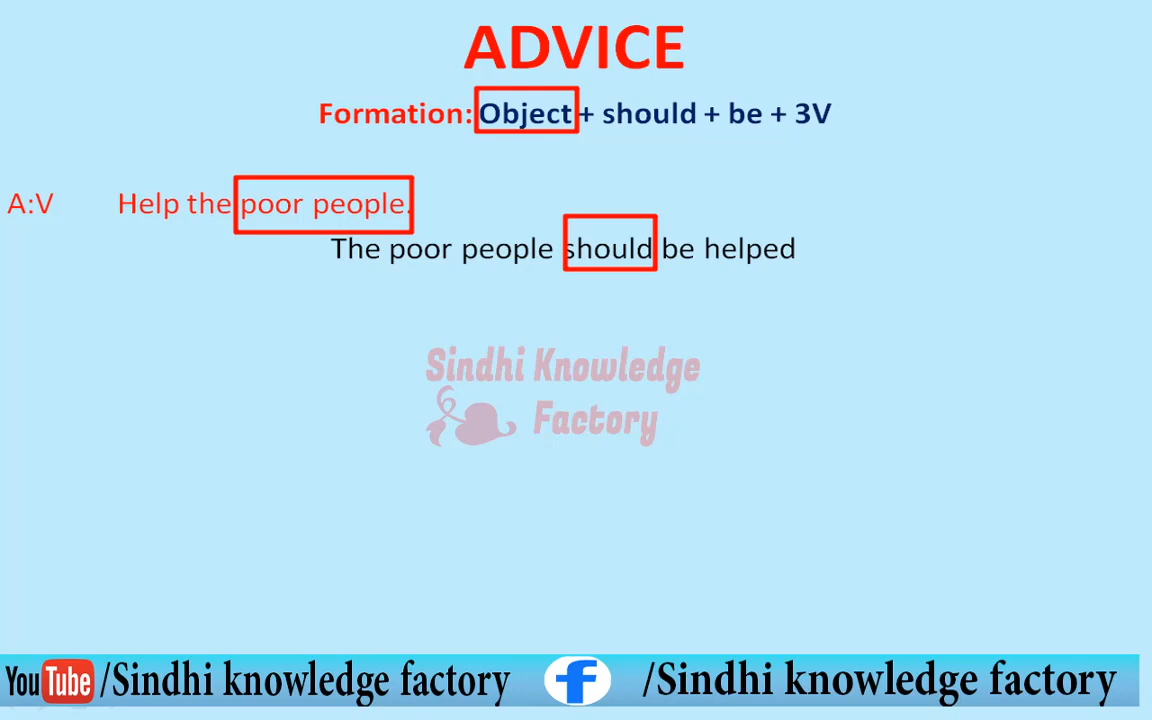 ADVICE
Formation: Object + should + be + 3V
A:V Help the poor people.
The poor people should be helped
Sindhi Knowledge
Factory
YouTube /Sindhi knowledge factory f /Sindhi knowledge factory